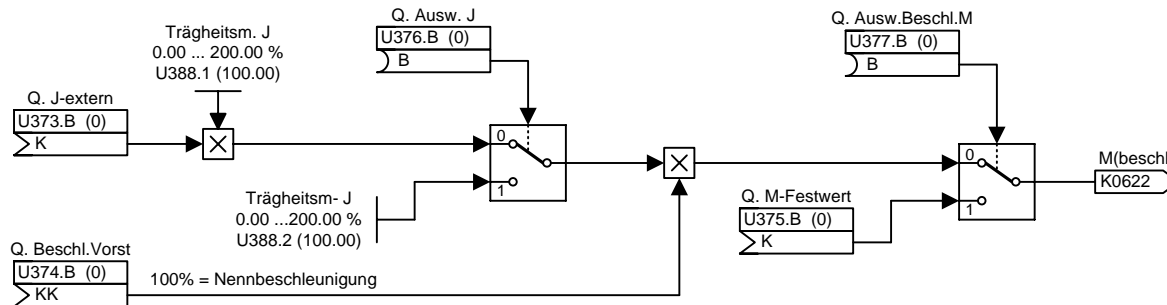 Q. Ausw. J
U376.B (0)
B
Q. Ausw.Beschl.M
U377.B (0)
B
Trägheitsm. J
0.00 ... 200.00 %
U388.1 (100.00)
Q. J-extern
U373.B (0)
K
0
1
0
1
M(beschl
K0622
Trägheitsm- J
0.00 ...200.00 %
U388.2 (100.00)
Q. M-Festwert
U375.B (0)
K
Q. Beschl.Vorst
U374.B (0)
KK
100% = Nennbeschleunigung